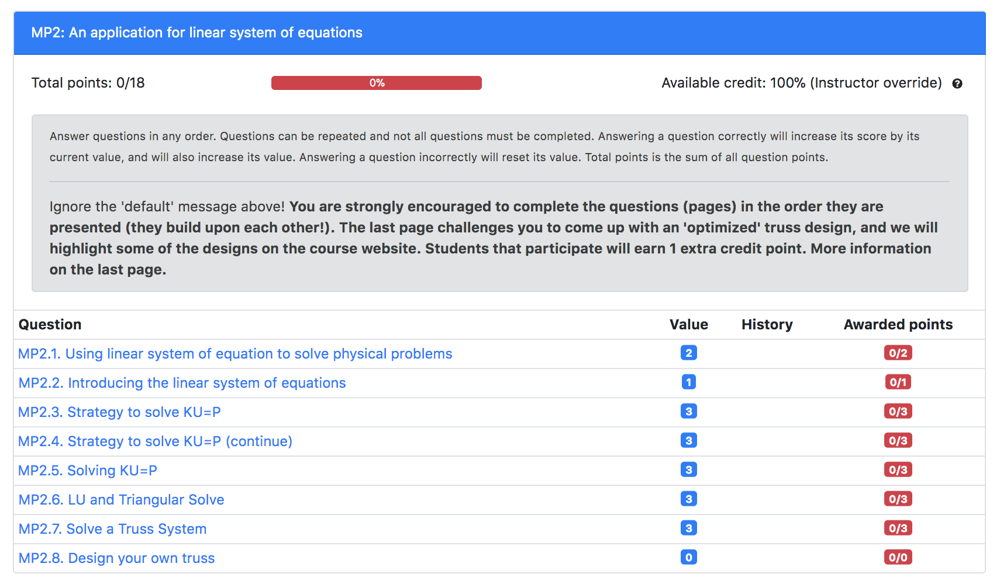 MP2: An application for linear system of equations
Total points: 0/18 0% Available credit: 100% (Instructor override) ?
Answer questions in any order. Questions can be repeated and not all questions must be completed. Answering a question correctly will increase its score by its
current value, and will also increase its value. Answering a question incorrectly will reset its value. Total points is the sum of all question points.
Ignore the 'default' message above! You are strongly encouraged to complete the questions (pages) in the order they are
presented (they build upon each other!). The last page challenges you to come up with an 'optimized' truss design, and we will
highlight some of the designs on the course website. Students that participate will earn 1 extra credit point. More information
on the last page.
Question Value History Awarded points
MP2.1. Using linear system of equation to solve physical problems 2 0/2
MP2.2. Introducing the linear system of equations 1 0/1
MP2.3. Strategy to solve KU=P 3 0/3
MP2.4. Strategy to solve KU=P (continue) 3 0/3
MP2.5. Solving KU=P 3 0/3
MP2.6. LU and Triangular Solve 3 0/3
MP2.7. Solve a Truss System 3 0/3
MP2.8. Design your own truss 0 0/0